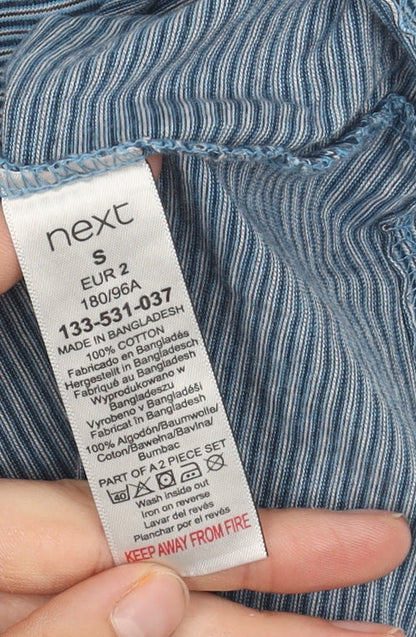 next
S
EUR 2
180/96A
133-531-037
MADE IN BANGLADESH
100% COTTON
Fabricado en Bangladés
Hergestellt in Bangladesch
Fabriqué au Bangladesh
Wyprodukowano w
Bangladeszu
Vyrobeno v Bangladéši
Fabricat în Bangladesh
100% Algodón/Baumwolle/
Coton/Bawełna/Bavlna/
Bumbac
PART OF A 2 PIECE SET
40
Wash inside out
Iron on reverse
Lavar del revés
Planchar por el revés
KEEP AWAY FROM FIRE